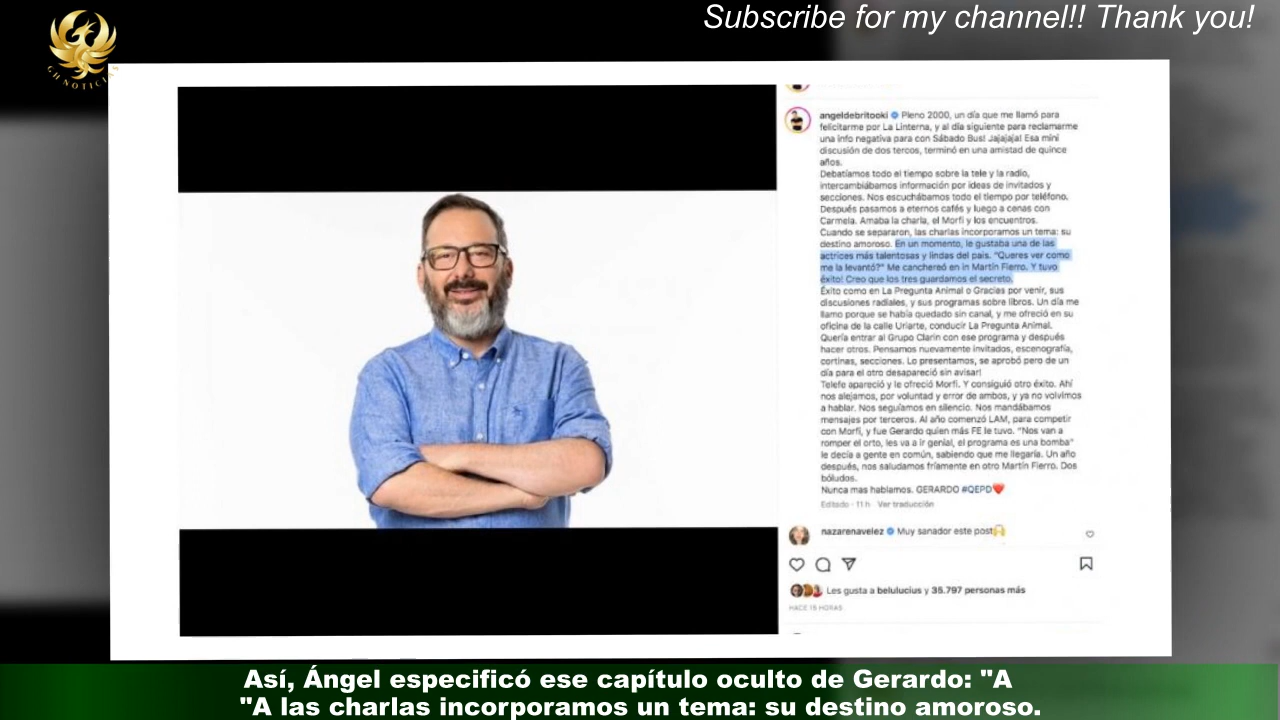 Subscribe for my channel!! Thank you!
GH NOTICIAS
angeldebritooki Pleno 2000, un día que me llamó para
felicitarme por La Linterna, y al día siguiente para reclamarme
una info negativa para con Sábado Bus! Jajajaja! Esa mini
discusión de dos tercos, terminó en una amistad de quince
años.
Debatíamos todo el tiempo sobre la tele y la radio,
intercambiábamos información por ideas de invitados y
secciones. Nos escuchábamos todo el tiempo por teléfono.
Después pasamos a eternos cafés y luego a cenas con
Carmela. Amaba la charla, el Morfi y los encuentros.
Cuando se separaron, las charlas incorporamos un tema: su
destino amoroso. En un momento, le gustaba una de las
actrices más talentosas y lindas del país. "Queres ver como
me la levantó?" Me canchereó en in Martín Fierro. Y tuvo
éxito! Creo que los tres guardamos el secreto.
Éxito como en La Pregunta Animal o Gracias por venir, sus
discusiones radiales, y sus programas sobre libros. Un día me
llamo porque se había quedado sin canal, y me ofreció en su
oficina de la calle Uriarte, conducir La Pregunta Animal.
Quería entrar al Grupo Clarín con ese programa y después
hacer otros. Pensamos nuevamente invitados, escenografía,
cortinas, secciones. Lo presentamos, se aprobó pero de un
día para el otro desapareció sin avisar!
Telefe apareció y le ofreció Morfi. Y consiguió otro éxito. Ahí
nos alejamos, por voluntad y error de ambos, y ya no volvimos
a hablar. Nos seguíamos en silencio. Nos mandábamos
mensajes por terceros. Al año comenzó LAM, para competir
con Morfi, y fue Gerardo quien más FE le tuvo. "Nos van a
romper el orto, les va a ir genial, el programa es una bomba"
le decía a gente en común, sabiendo que me llegaría. Un año
después, nos saludamos fríamente en otro Martín Fierro. Dos
bóludos.
Nunca mas hablamos. GERARDO #QEPD❤️
Editado · 11 h Ver traducción
nazarenavelez Muy sanador este post🙌
Les gusta a belulucius y 35.797 personas más
HACE 15 HORAS
Así, Ángel especificó ese capítulo oculto de Gerardo: "A
"A las charlas incorporamos un tema: su destino amoroso.